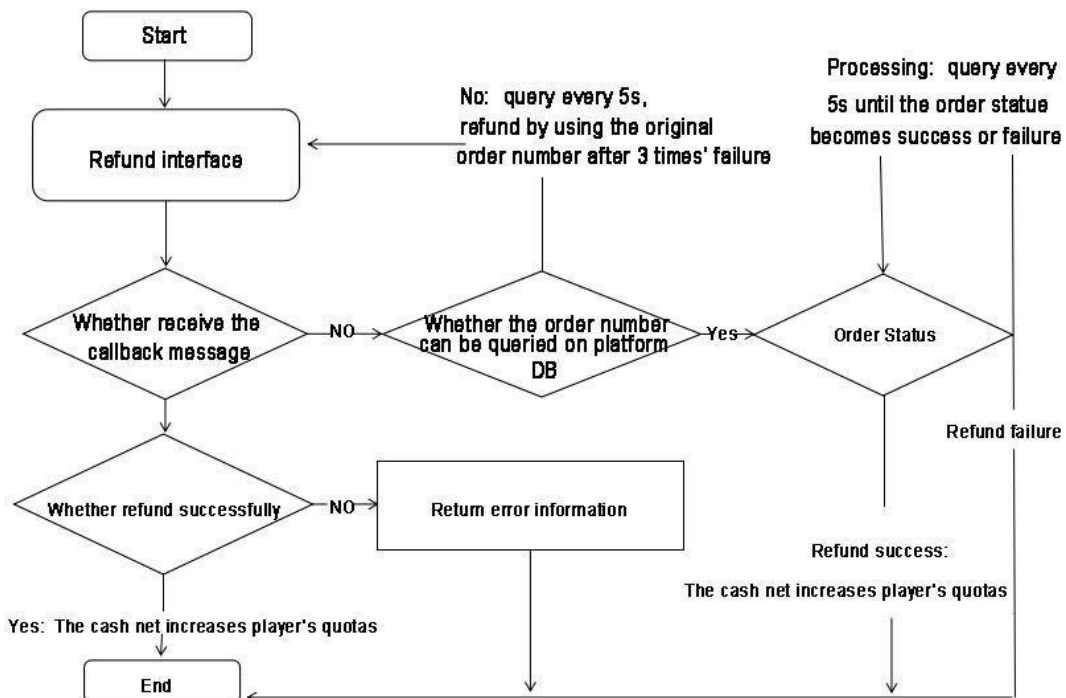 Start
Processing: query every
5s until the order statue
becomes success or failure
No: query every 5s,
refund by using the original
order number after 3 times' failure
Refund interface
Whether receive the
callback message
NO
Whether the order number
can be queried on platform
DB
Yes
Order Status
Refund failure
Whether refund successfully
NO
Return error information
Refund success:
The cash net increases player's quotas
Yes: The cash net increases player's quotas
End